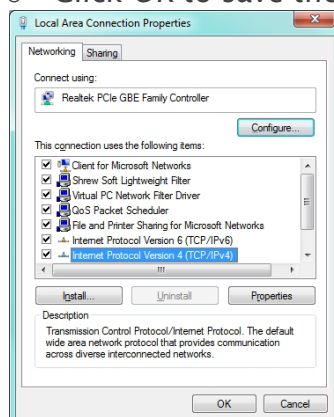 Click OK to save the
Local Area Connection Properties
Networking Sharing
Connect using:
Realtek PCIe GBE Family Controller
Configure...
This connection uses the following items:
Client for Microsoft Networks
Shrew Soft Lightweight Filter
Virtual PC Network Filter Driver
QoS Packet Scheduler
File and Printer Sharing for Microsoft Networks
Internet Protocol Version 6 (TCP/IPv6)
Internet Protocol Version 4 (TCP/IPv4)
Install... Uninstall Properties
Description
Transmission Control Protocol/Internet Protocol. The default
wide area network protocol that provides communication
across diverse interconnected networks.
OK Cancel